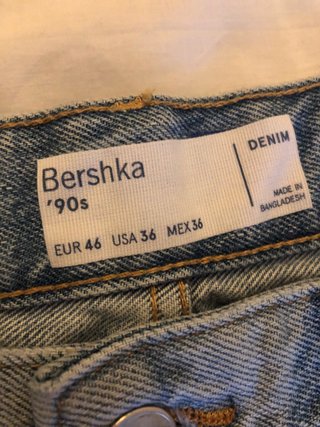 Bershka
'90s
EUR 46 USA 36 MEX 36
DENIM
MADE IN
BANGLADESH